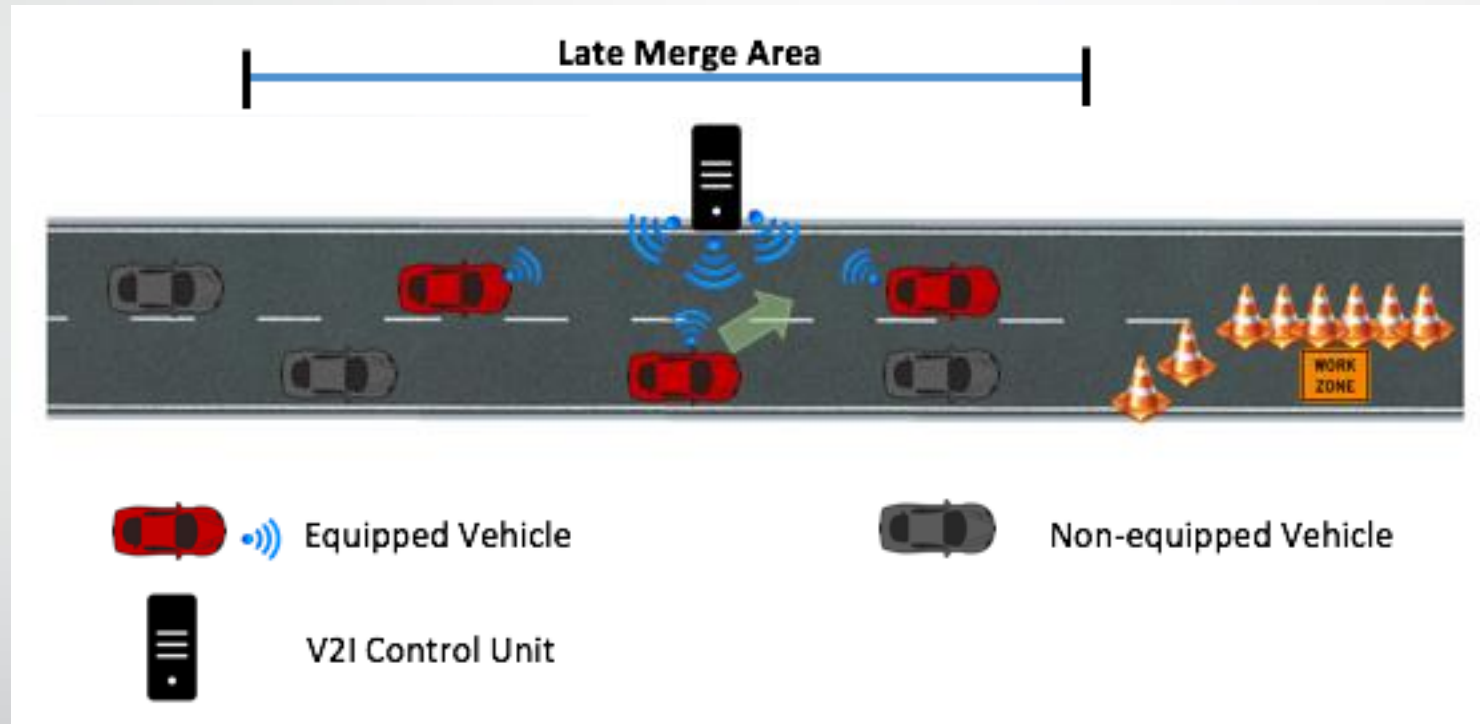 Late Merge Area
WORK
ZONE
Equipped Vehicle
Non-equipped Vehicle
V2I Control Unit